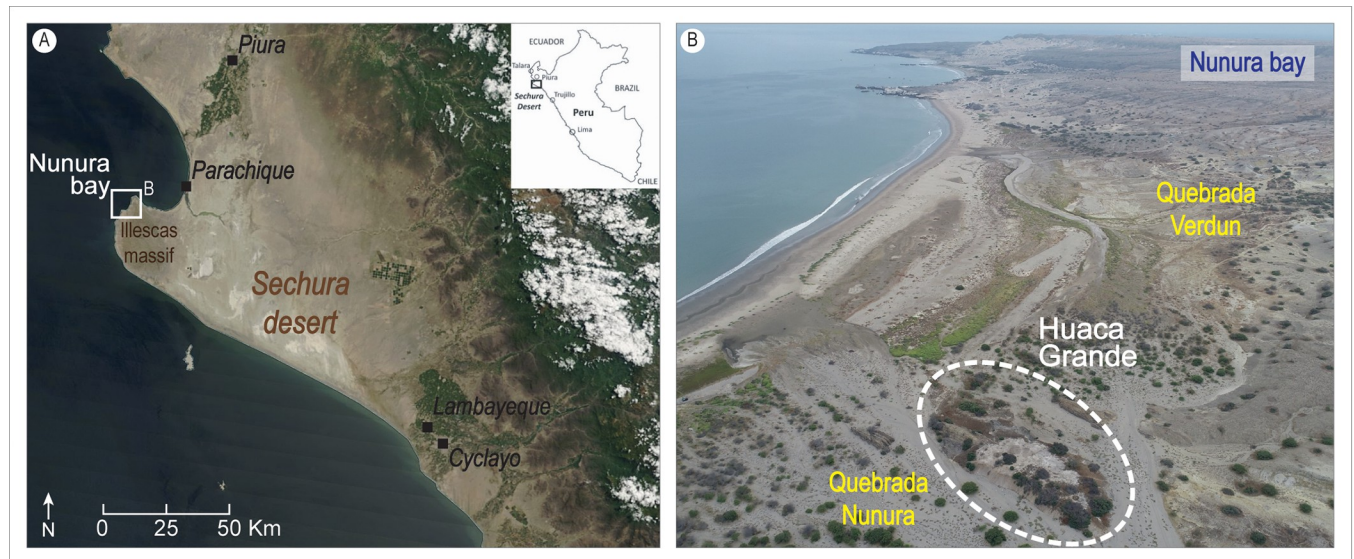 A
Piura
Parachique
Nunura
bay
B
Illescas
massif
Sechura
desert
Lambayeque
Cyclayo
N
0 25 50 Km
ECUADOR
Talara
Piura
Sechura
Desert
Trujillo
BRAZIL
Peru
Lima
CHILE
B
Nunura bay
Quebrada
Verdun
Huaca
Grande
Quebrada
Nunura